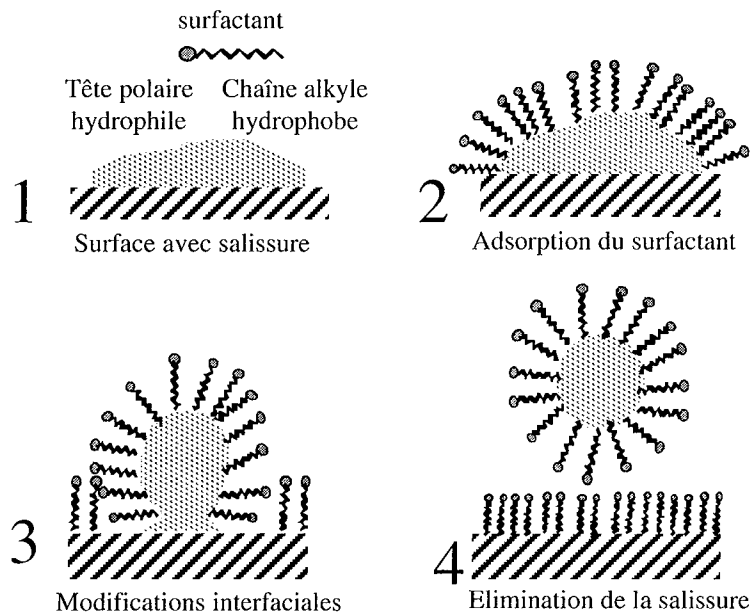 surfactant
Tête polaire
hydrophile
Chaîne alkyle
hydrophobe
1
Surface avec salissure
2
Adsorption du surfactant
3
Modifications interfaciales
4
Elimination de la salissure